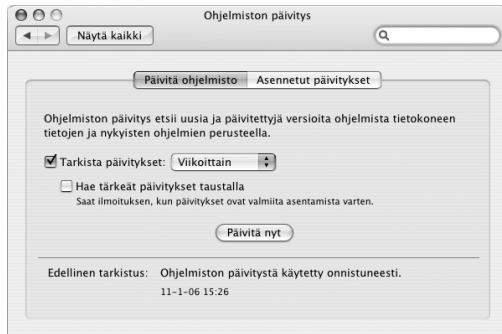 Ohjelmiston päivitys
Näytä kaikki
Päivitä ohjelmisto
Asennetut päivitykset
Ohjelmiston päivitys etsii uusia ja päivitettyjä versioita ohjelmista tietokoneen
tietojen ja nykyisten ohjelmien perusteella.
Tarkista päivitykset: Viikoittain
Hae tärkeät päivitykset taustalla
Saat ilmoituksen, kun päivitykset ovat valmiita asentamista varten.
Päivitä nyt
Edellinen tarkistus: Ohjelmiston päivitystä käytetty onnistuneesti.
11-1-06 15:26